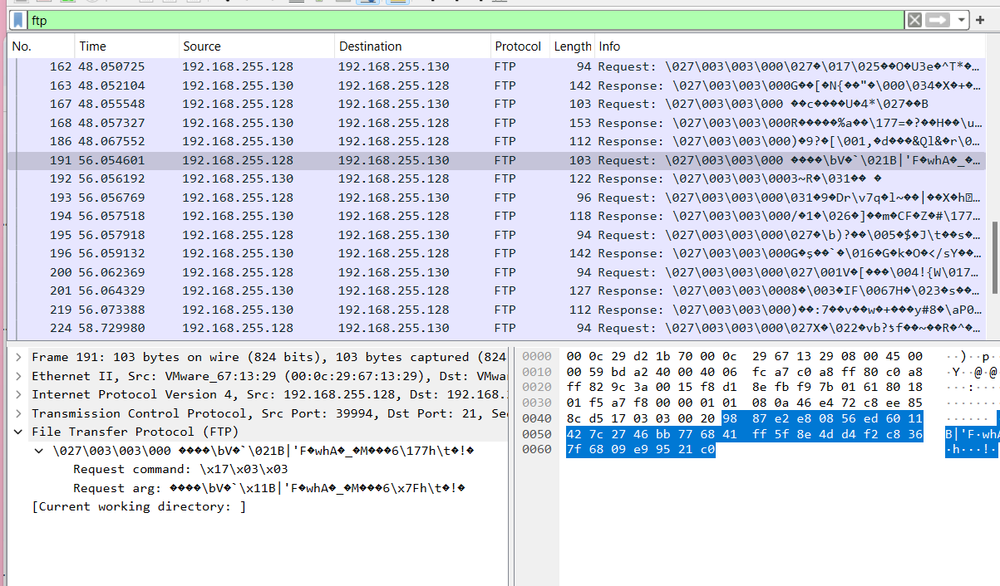 ftp
No. Time Source Destination Protocol Length Info
162 48.050725 192.168.255.128 192.168.255.130 FTP 94 Request: \027\003\003\000\027�\017\025��O�U3e�^T*�…
163 48.052104 192.168.255.130 192.168.255.128 FTP 142 Response: \027\003\003\000G��[�N{��"�\000\034�X�+�…
167 48.055548 192.168.255.128 192.168.255.130 FTP 103 Request: \027\003\003\000 ��c����U�4*\027��B
168 48.057327 192.168.255.130 192.168.255.128 FTP 153 Response: \027\003\003\000R�����%a��\177=�?��H��\u…
186 48.067552 192.168.255.130 192.168.255.128 FTP 112 Response: \027\003\003\000)�9?�[\001,�d���&Ql&�r\0…
191 56.054601 192.168.255.128 192.168.255.130 FTP 103 Request: \027\003\003\000 ����\bV�`\021B|'F�whA�_�…
192 56.056192 192.168.255.130 192.168.255.128 FTP 122 Response: \027\003\003\0003~R�\031�� �
193 56.056769 192.168.255.128 192.168.255.130 FTP 96 Request: \027\003\003\000\031�9�Dr\v7q�l~��|��X�h…
194 56.057518 192.168.255.130 192.168.255.128 FTP 118 Response: \027\003\003\000/�1�\026�]��m�CF�Z�#\177…
195 56.057918 192.168.255.128 192.168.255.130 FTP 94 Request: \027\003\003\000\027�\b)?��\005�$�J\t��s�…
196 56.059132 192.168.255.130 192.168.255.128 FTP 142 Response: \027\003\003\000G�ş��`�\016�G�k�O�</sY��…
200 56.062369 192.168.255.128 192.168.255.130 FTP 94 Request: \027\003\003\000\027\001V�[���\004!{W\017…
201 56.064329 192.168.255.130 192.168.255.128 FTP 127 Response: \027\003\003\0008�\003�IF\0067H�\023�s��…
219 56.073388 192.168.255.130 192.168.255.128 FTP 112 Response: \027\003\003\000)��:7��v��w�+���y#8�\aP0…
224 58.729980 192.168.255.128 192.168.255.130 FTP 94 Request: \027\003\003\000\027X�\022�vb?ƾf��~��R�^�…
Frame 191: 103 bytes on wire (824 bits), 103 bytes captured (824
Ethernet II, Src: VMware_67:13:29 (00:0c:29:67:13:29), Dst: VMwa
Internet Protocol Version 4, Src: 192.168.255.128, Dst: 192.168.
Transmission Control Protocol, Src Port: 39994, Dst Port: 21, Se
File Transfer Protocol (FTP)
\027\003\003\000 ����\bV�`\021B|'F�whA�_�M���6\177h\t�!�
Request command: \x17\x03\x03
Request arg: ����\bV�`\x11B|'F�whA�_�M���6\x7Fh\t�!�
[Current working directory: ]
0000 00 0c 29 d2 1b 70 00 0c 29 67 13 29 08 00 45 00 ··)··p·
0010 00 59 bd a2 40 00 40 06 fc a7 c0 a8 ff 80 c0 a8 ·Y··@·@
0020 ff 82 9c 3a 00 15 f8 d1 8e fb f9 7b 01 61 80 18 ···:···
0030 01 f5 a7 f8 00 00 01 01 08 0a 46 e4 72 c8 ee 85 ·······
0040 8c d5 17 03 03 00 20 98 87 e2 e8 08 56 ed 60 11 ······
0050 42 7c 27 46 bb 77 68 41 ff 5f 8e 4d d4 f2 c8 36 B|'F·whA
0060 7f 68 09 e9 95 21 c0 ·h···!·